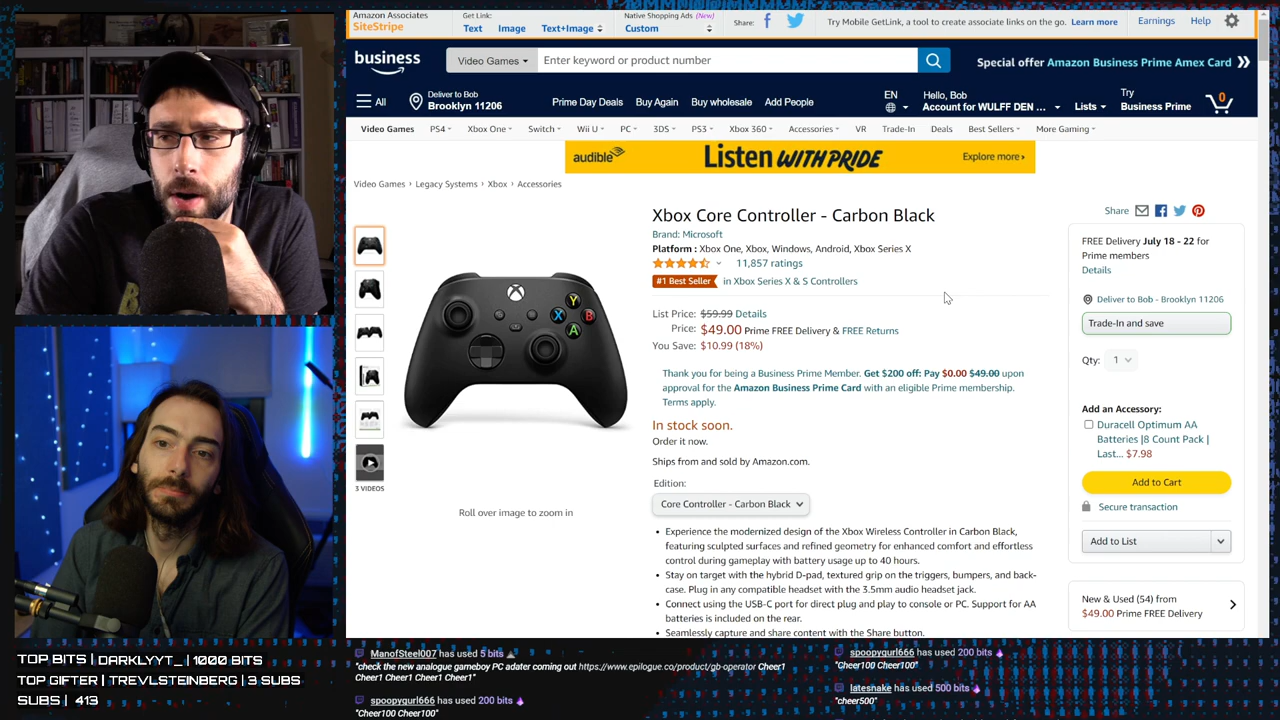 Amazon Associates
SiteStripe
Get Link:
Text
Image
Text+Image
Native Shopping Ads (New)
Custom
Share:
Try Mobile GetLink, a tool to create associate links on the go. Learn more
Earnings
Help
business
Video Games
Enter keyword or product number
Special offer Amazon Business Prime Amex Card
All
Deliver to Bob
Brooklyn 11206
Prime Day Deals
Buy Again
Buy wholesale
Add People
EN
Hello, Bob
Account for WULFF DEN ...
Lists
Try
Business Prime
0
Video Games
PS4
Xbox One
Switch
Wii U
PC
3DS
PS3
Xbox 360
Accessories
VR
Trade-In
Deals
Best Sellers
More Gaming
audible
Listen WITH PRIDE
Explore more
Video Games › Legacy Systems › Xbox › Accessories
Xbox Core Controller - Carbon Black
Brand: Microsoft
Platform : Xbox One, Xbox, Windows, Android, Xbox Series X
11,857 ratings
#1 Best Seller in Xbox Series X & S Controllers
List Price: $59.99 Details
Price: $49.00 Prime FREE Delivery & FREE Returns
You Save: $10.99 (18%)
Thank you for being a Business Prime Member. Get $200 off: Pay $0.00 $49.00 upon
approval for the Amazon Business Prime Card with an eligible Prime membership.
Terms apply.
In stock soon.
Order it now.
Ships from and sold by Amazon.com.
Edition:
Core Controller - Carbon Black
• Experience the modernized design of the Xbox Wireless Controller in Carbon Black,
featuring sculpted surfaces and refined geometry for enhanced comfort and effortless
control during gameplay with battery usage up to 40 hours.
• Stay on target with the hybrid D-pad, textured grip on the triggers, bumpers, and back-
case. Plug in any compatible headset with the 3.5mm audio headset jack.
• Connect using the USB-C port for direct plug and play to console or PC. Support for AA
batteries is included on the rear.
• Seamlessly capture and share content with the Share button.
Y
X
B
A
3 VIDEOS
Roll over image to zoom in
Share
FREE Delivery July 18 - 22 for
Prime members
Details
Deliver to Bob - Brooklyn 11206
Trade-In and save
Qty: 1
Add an Accessory:
Duracell Optimum AA
Batteries |8 Count Pack |
Last... $7.98
Add to Cart
Secure transaction
Add to List
New & Used (54) from
$49.00 Prime FREE Delivery
TOP BITS | DARKLYYT_ | 1000 BITS
TOP GIFTER | TREVLSTEINBERG | 3 SUBS
SUBS | 413
ManofSteel007 has used 5 bits
"check the new analogue gameboy PC adater coming out https://www.epilogue.co/product/gb-operator Cheer1
Cheer1 Cheer1 Cheer1 Cheer1"
spoopygurl666 has used 200 bits
"Cheer100 Cheer100"
spoopygurl666 has used 200 bits
"Cheer100 Cheer100"
latesnake has used 500 bits
"cheer500"